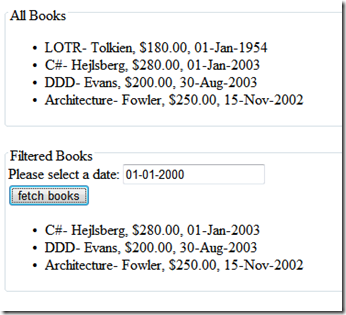 All Books
LOTR- Tolkien, $180.00, 01-Jan-1954
C#- Hejlsberg, $280.00, 01-Jan-2003
DDD- Evans, $200.00, 30-Aug-2003
Architecture- Fowler, $250.00, 15-Nov-2002
Filtered Books
Please select a date: 01-01-2000
fetch books
C#- Hejlsberg, $280.00, 01-Jan-2003
DDD- Evans, $200.00, 30-Aug-2003
Architecture- Fowler, $250.00, 15-Nov-2002